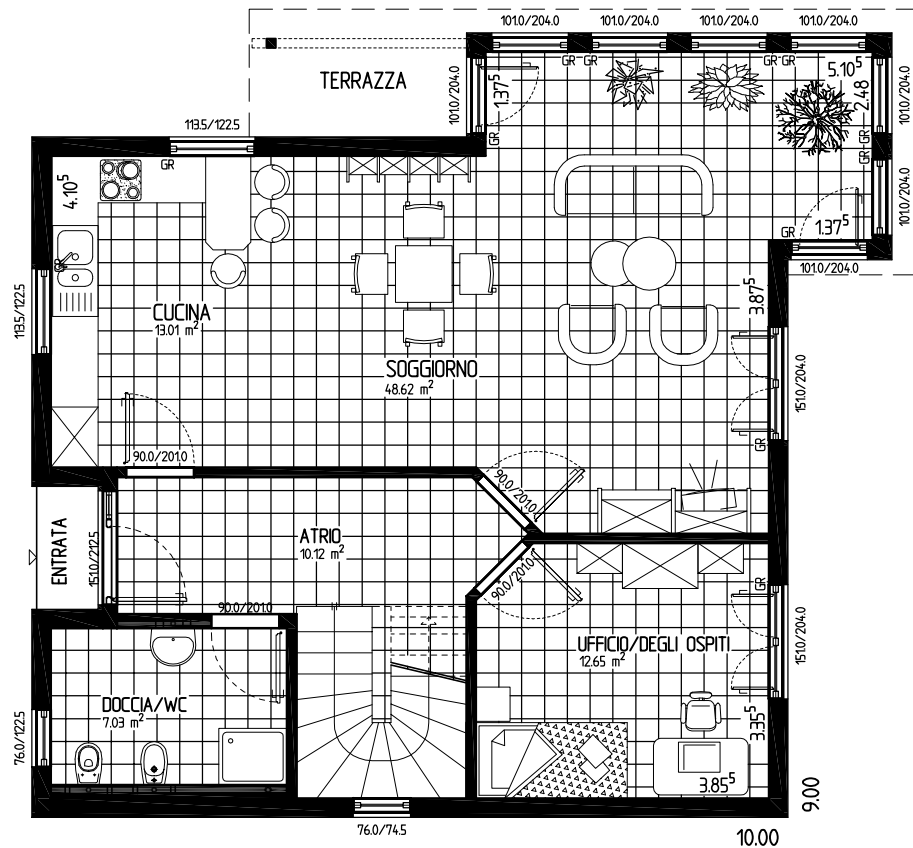 101.0/204.0
101.0/204.0
101.0/204.0
101.0/204.0
TERRAZZA
GR GR
GR GR
5.10⁵
2.48
1.37⁵
101.0/204.0
101.0/204.0
113.5/122.5
GR
GR
GR
GR
4.10⁵
101.0/204.0
GR
1.37⁵
101.0/204.0
113.5/122.5
CUCINA
13.01 m²
3.87⁵
SOGGIORNO
48.62 m²
151.0/204.0
GR
90.0/201.0
90.0/201.0
ENTRATA
151.0/212.5
ATRIO
10.12 m²
90.0/201.0
GR
90.0/201.0
UFFICIO/DEGLI OSPITI
12.65 m²
151.0/204.0
DOCCIA/WC
7.03 m²
76.0/122.5
3.35⁵
3.85⁵
76.0/74.5
9.00
10.00